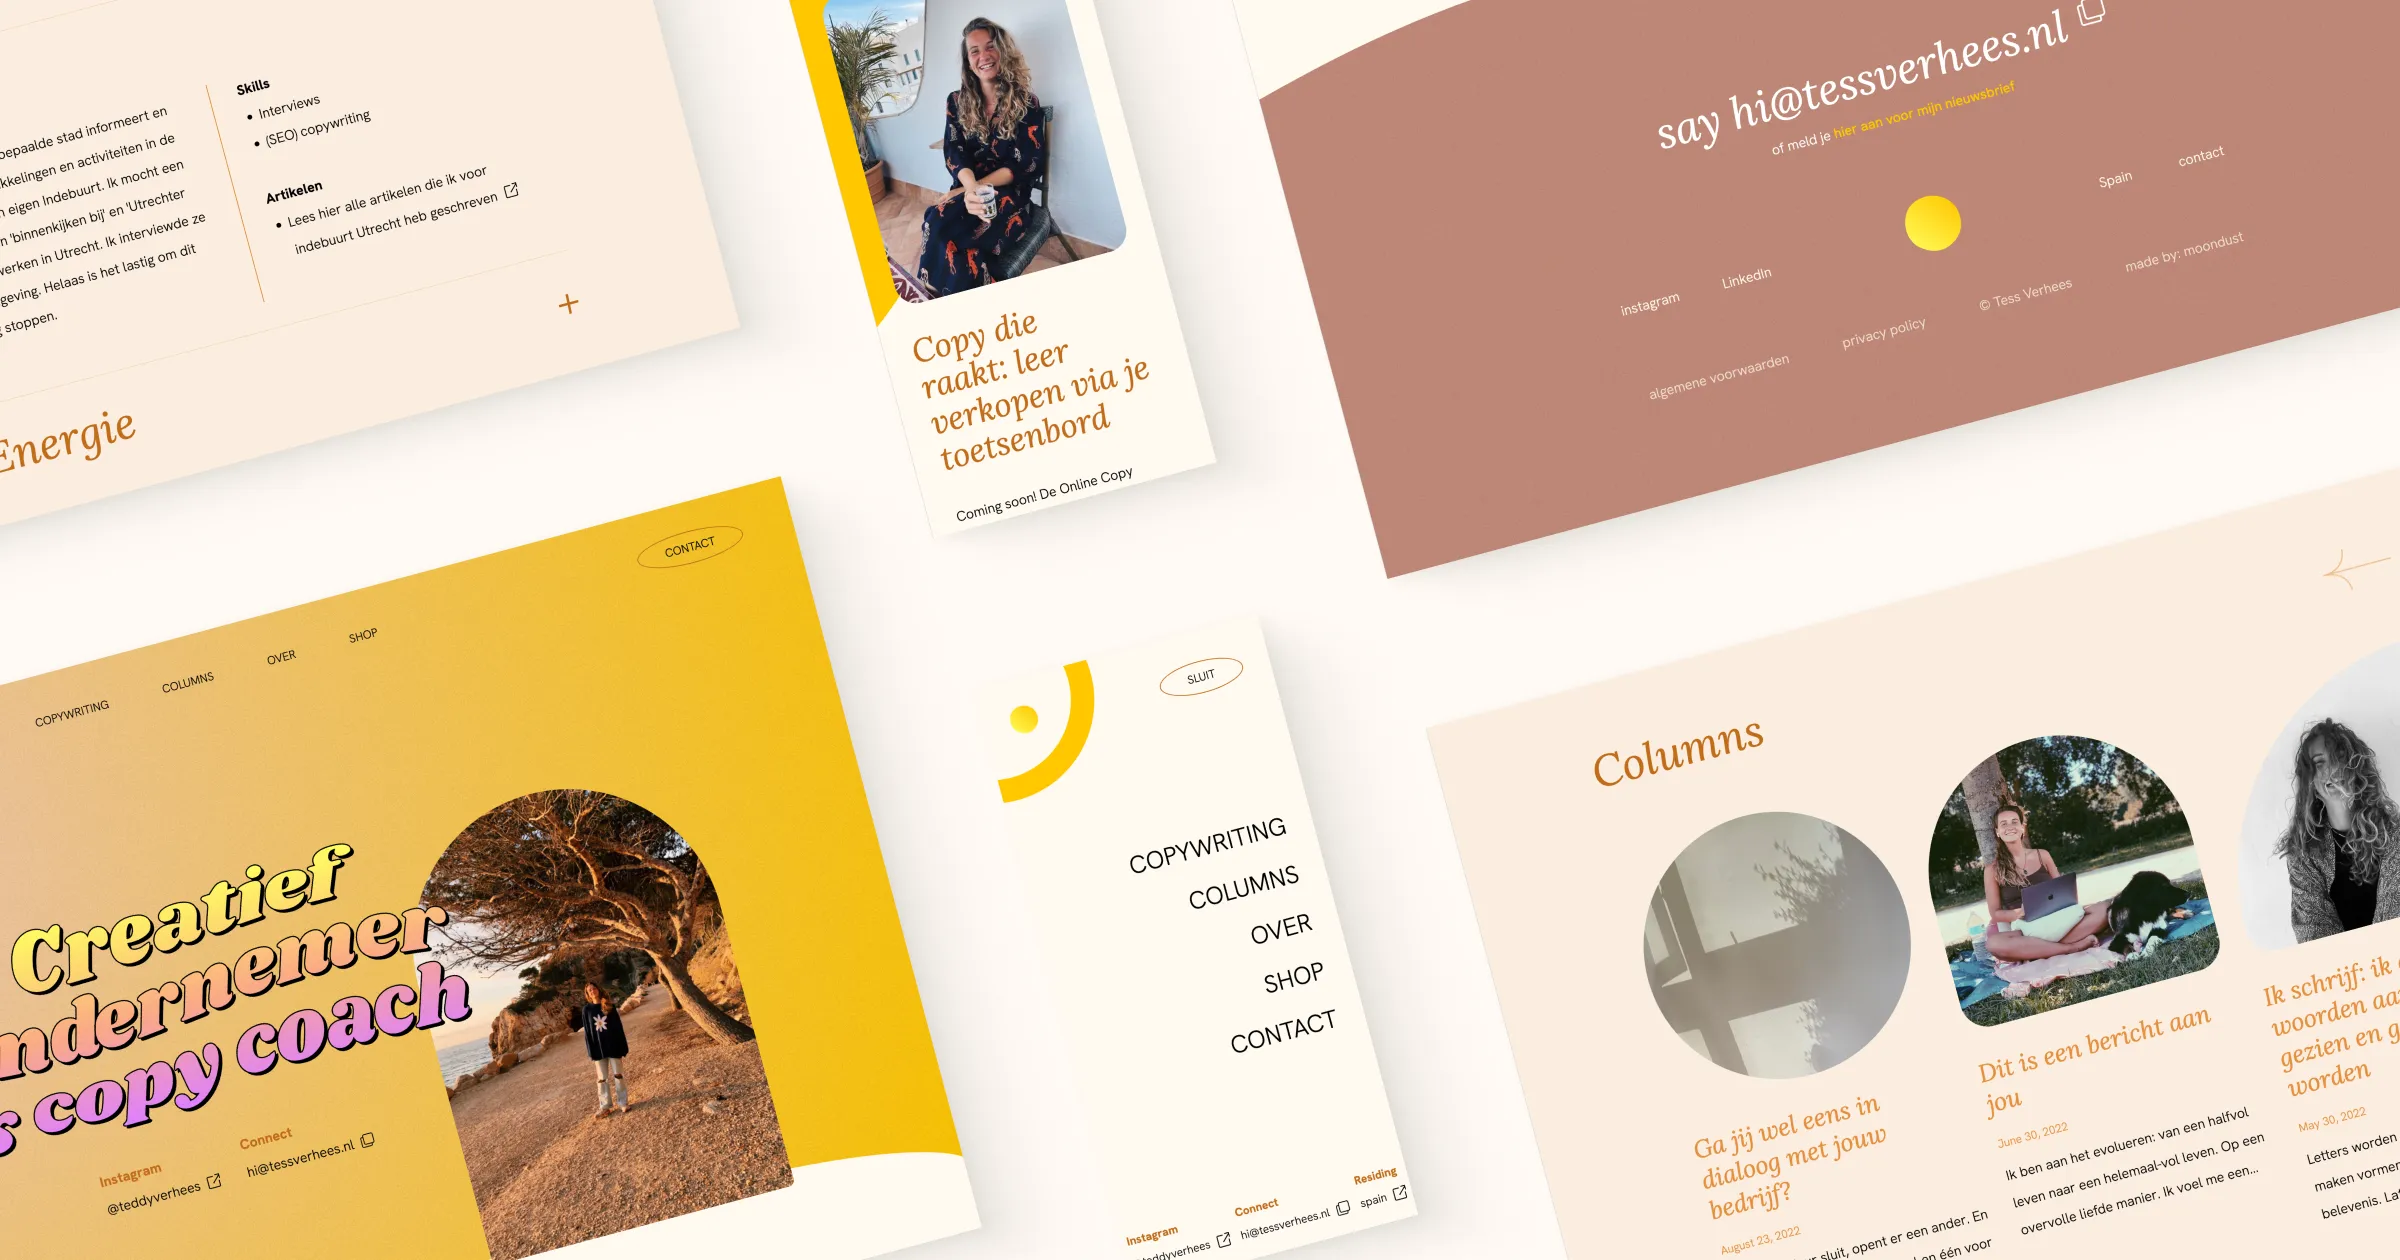 bepaalde stad informeert en
activiteiten in de
eigen Indebuurt. Ik mocht een
'binnenkijken bij' en 'Utrechter
werken in Utrecht. Ik interviewde ze
geving. Helaas is het lastig om dit
stoppen.
Skills
Interviews
(SEO) copywriting
Artikelen
Lees hier alle artikelen die ik voor
indebuurt Utrecht heb geschreven
Energie
Copy die
raakt: leer
verkopen via je
toetsenbord
Coming soon! De Online Copy
say hi@tessverhees.nl
of meld je hier aan voor mijn nieuwsbrief
instagram
LinkedIn
Spain
contact
algemene voorwaarden
privacy policy
© Tess Verhees
made by: moondust
COPYWRITING
COLUMNS
OVER
SHOP
CONTACT
Creatief
ndernemer
copy coach
Instagram
@teddyverhees
Connect
hi@tessverhees.nl
SLUIT
COPYWRITING
COLUMNS
OVER
SHOP
CONTACT
Instagram
teddyverhees
Connect
hi@tessverhees.nl
Residing
spain
Columns
Ga jij wel eens in
dialoog met jouw
bedrijf?
August 23, 2022
sluit, opent er een ander. En
één voor
Dit is een bericht aan
jou
June 30, 2022
Ik ben aan het evolueren: van een halfvol
leven naar een helemaal-vol leven. Op een
overvolle liefde manier. Ik voel me een...
Ik schrijf: ik
woorden
gezien en
worden
May 30, 2022
Letters worden
maken
belevenis.